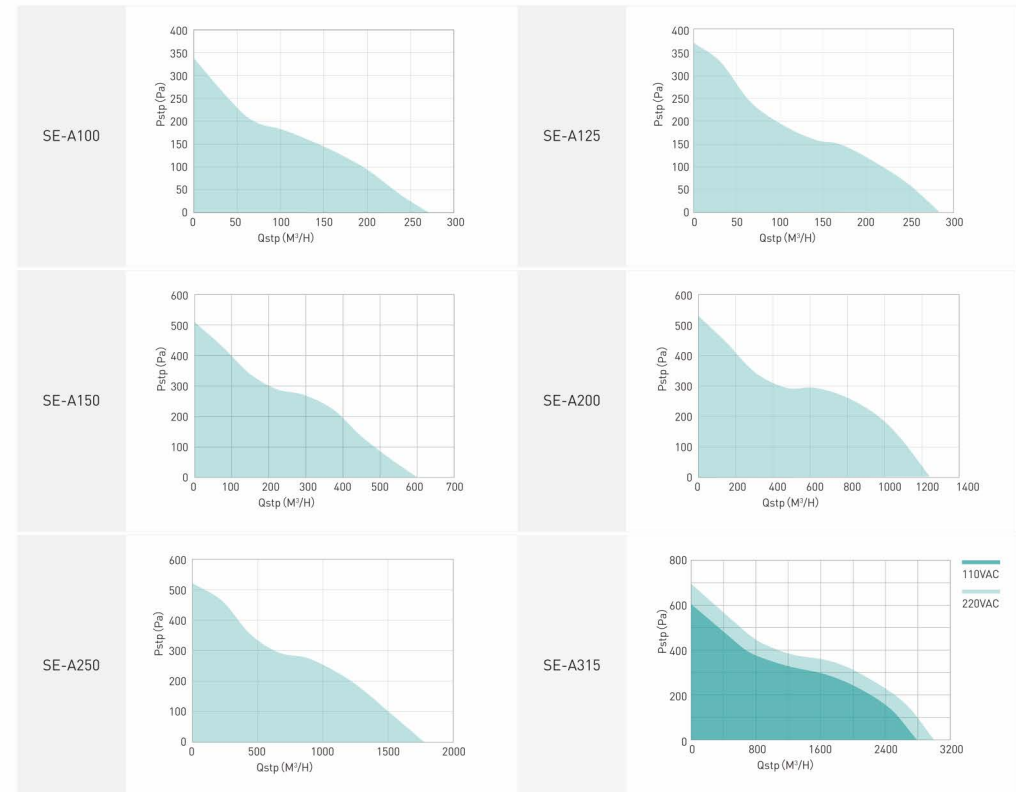 SE-A100
400
350
300
250
200
150
100
50
0
Pstp (Pa)
0 50 100 150 200 250 300
Qstp (M³/H)
SE-A125
400
350
300
250
200
150
100
50
0
Pstp (Pa)
0 50 100 150 200 250 300
Qstp (M³/H)
SE-A150
600
500
400
300
200
100
0
Pstp (Pa)
0 100 200 300 400 500 600 700
Qstp (M³/H)
SE-A200
600
500
400
300
200
100
0
Pstp (Pa)
0 200 400 600 800 1000 1200 1400
Qstp (M³/H)
SE-A250
600
500
400
300
200
100
0
Pstp (Pa)
0 500 1000 1500 2000
Qstp (M³/H)
SE-A315
800
600
400
200
0
Pstp (Pa)
0 800 1600 2400 3200
Qstp (M³/H)
110VAC
220VAC